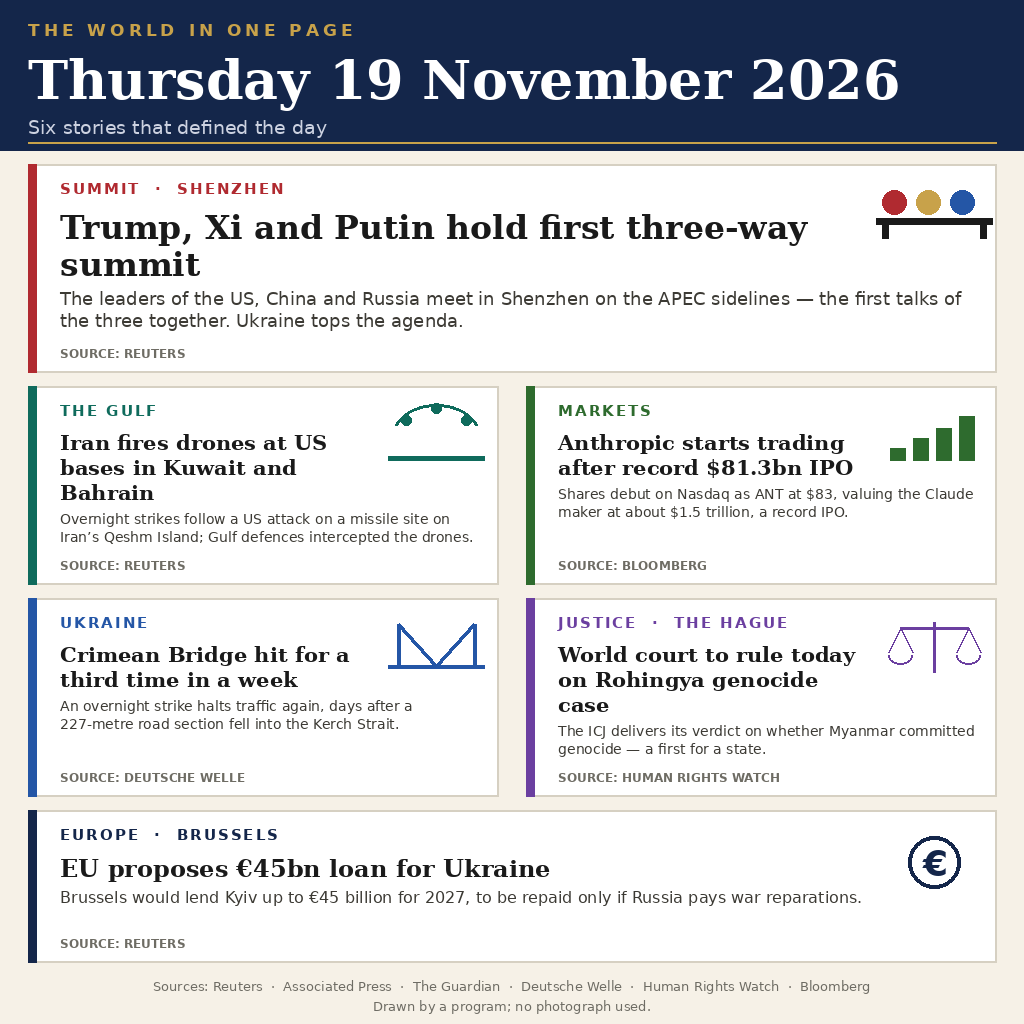 THE WORLD IN ONE PAGE
Thursday 19 November 2026
Six stories that defined the day
SUMMIT · SHENZHEN
Trump, Xi and Putin hold first three-way
summit
The leaders of the US, China and Russia meet in Shenzhen on the APEC sidelines — the first talks of
the three together. Ukraine tops the agenda.
SOURCE: REUTERS
THE GULF
Iran fires drones at US
bases in Kuwait and
Bahrain
Overnight strikes follow a US attack on a missile site on
Iran’s Qeshm Island; Gulf defences intercepted the drones.
SOURCE: REUTERS
MARKETS
Anthropic starts trading
after record $81.3bn IPO
Shares debut on Nasdaq as ANT at $83, valuing the Claude
maker at about $1.5 trillion, a record IPO.
SOURCE: BLOOMBERG
UKRAINE
Crimean Bridge hit for a
third time in a week
An overnight strike halts traffic again, days after a
227-metre road section fell into the Kerch Strait.
SOURCE: DEUTSCHE WELLE
JUSTICE · THE HAGUE
World court to rule today
on Rohingya genocide
case
The ICJ delivers its verdict on whether Myanmar committed
genocide — a first for a state.
SOURCE: HUMAN RIGHTS WATCH
EUROPE · BRUSSELS
EU proposes €45bn loan for Ukraine
Brussels would lend Kyiv up to €45 billion for 2027, to be repaid only if Russia pays war reparations.
SOURCE: REUTERS
€
Sources: Reuters · Associated Press · The Guardian · Deutsche Welle · Human Rights Watch · Bloomberg
Drawn by a program; no photograph used.